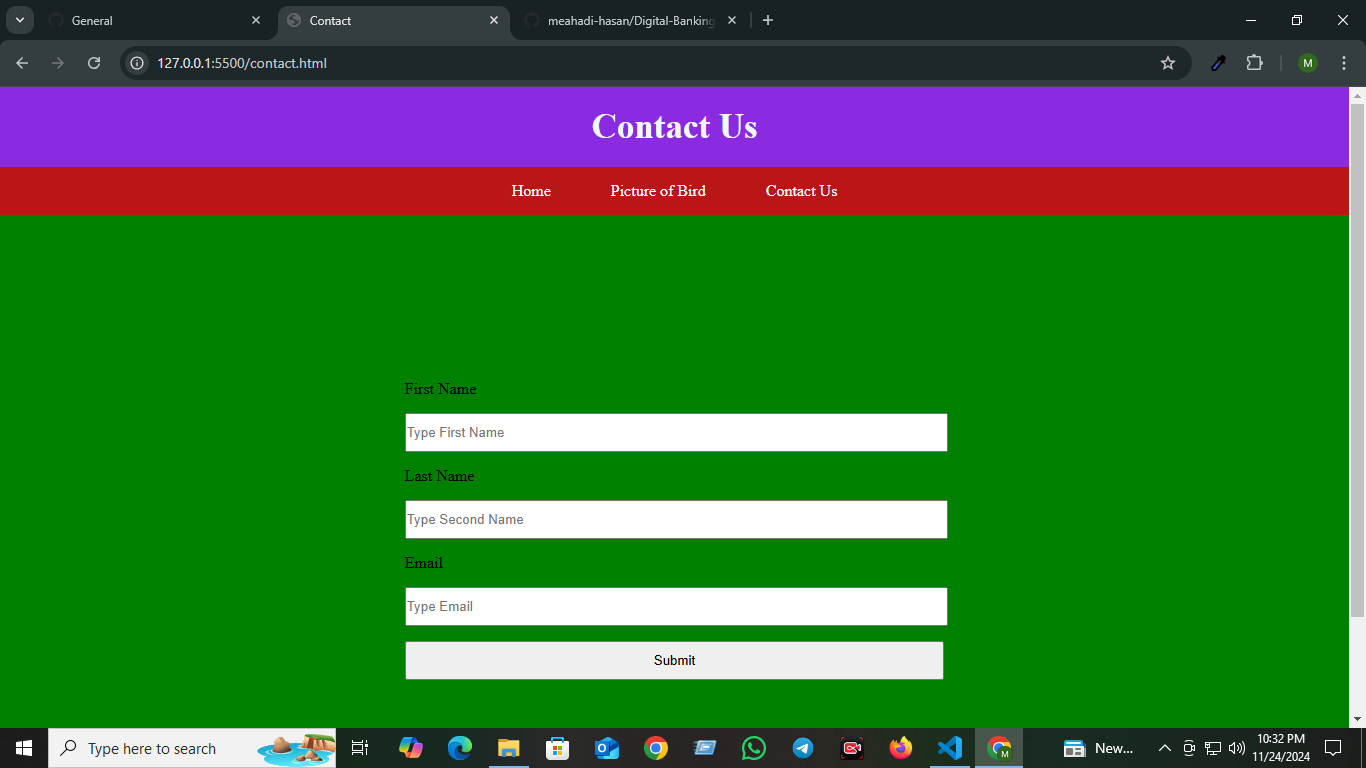 General
Contact
meahadi-hasan/Digital-Banking
127.0.0.1:5500/contact.html
M
Contact Us
Home Picture of Bird Contact Us
First Name
Type First Name
Last Name
Type Second Name
Email
Type Email
Submit
Type here to search
M
New...
10:32 PM
11/24/2024